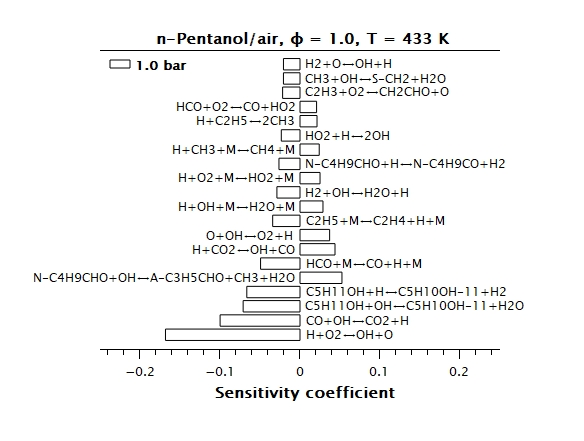 n-Pentanol/air, ϕ = 1.0, T = 433 K
1.0 bar
H2+O↔OH+H
CH3+OH↔S-CH2+H2O
C2H3+O2↔CH2CHO+O
HCO+O2↔CO+HO2
H+C2H5↔2CH3
HO2+H↔2OH
H+CH3+M↔CH4+M
N-C4H9CHO+H↔N-C4H9CO+H2
H+O2+M↔HO2+M
H2+OH↔H2O+H
H+OH+M↔H2O+M
C2H5+M↔C2H4+H+M
O+OH↔O2+H
H+CO2↔OH+CO
HCO+M↔CO+H+M
N-C4H9CHO+OH↔A-C3H5CHO+CH3+H2O
C5H11OH+H↔C5H10OH-11+H2
C5H11OH+OH↔C5H10OH-11+H2O
CO+OH↔CO2+H
H+O2↔OH+O
−0.2 −0.1 0 0.1 0.2
Sensitivity coefficient